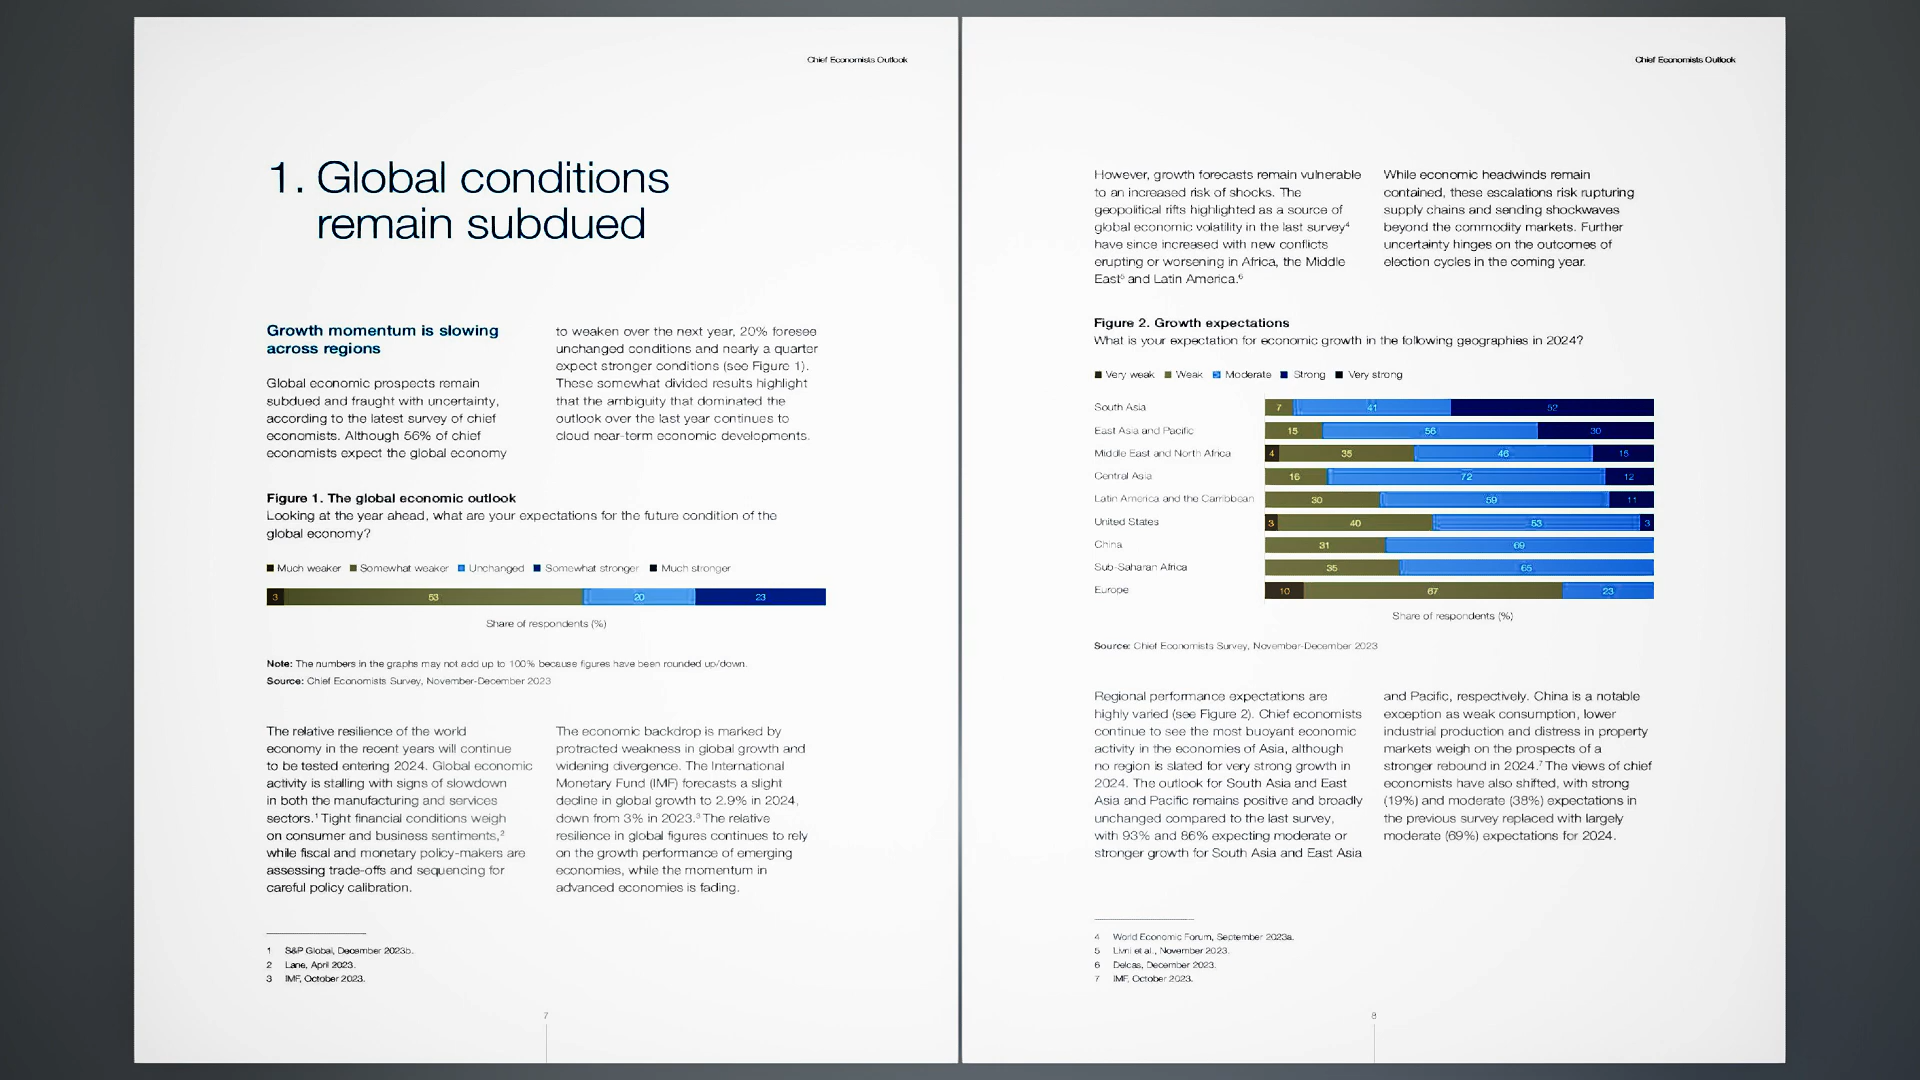 Chief Economists Outlook
1. Global conditions
remain subdued
Growth momentum is slowing
across regions
Global economic prospects remain
subdued and fraught with uncertainty,
according to the latest survey of chief
economists. Although 56% of chief
economists expect the global economy
to weaken over the next year, 20% foresee
unchanged conditions and nearly a quarter
expect stronger conditions (see Figure 1).
These somewhat divided results highlight
that the ambiguity that dominated the
outlook over the last year continues to
cloud near-term economic developments.
Figure 1. The global economic outlook
Looking at the year ahead, what are your expectations for the future condition of the
global economy?
Much weaker Somewhat weaker Unchanged Somewhat stronger Much stronger
3 53 20 23
Share of respondents (%)
Note: The numbers in the graphs may not add up to 100% because figures have been rounded up/down.
Source: Chief Economists Survey, November-December 2023
The relative resilience of the world
economy in the recent years will continue
to be tested entering 2024. Global economic
activity is stalling with signs of slowdown
in both the manufacturing and services
sectors.¹ Tight financial conditions weigh
on consumer and business sentiments,²
while fiscal and monetary policy-makers are
assessing trade-offs and sequencing for
careful policy calibration.
The economic backdrop is marked by
protracted weakness in global growth and
widening divergence. The International
Monetary Fund (IMF) forecasts a slight
decline in global growth to 2.9% in 2024,
down from 3% in 2023.³ The relative
resilience in global figures continues to rely
on the growth performance of emerging
economies, while the momentum in
advanced economies is fading.
1 S&P Global, December 2023b.
2 Lane, April 2023.
3 IMF, October 2023.
7
Chief Economists Outlook
However, growth forecasts remain vulnerable
to an increased risk of shocks. The
geopolitical rifts highlighted as a source of
global economic volatility in the last survey⁴
have since increased with new conflicts
erupting or worsening in Africa, the Middle
East⁵ and Latin America.⁶
While economic headwinds remain
contained, these escalations risk rupturing
supply chains and sending shockwaves
beyond the commodity markets. Further
uncertainty hinges on the outcomes of
election cycles in the coming year.
Figure 2. Growth expectations
What is your expectation for economic growth in the following geographies in 2024?
Very weak Weak Moderate Strong Very strong
South Asia 7 41 52
East Asia and Pacific 15 56 30
Middle East and North Africa 4 35 46 15
Central Asia 16 72 12
Latin America and the Carribbean 30 59 11
United States 3 40 53 3
China 31 69
Sub-Saharan Africa 35 65
Europe 10 67 23
Share of respondents (%)
Source: Chief Economists Survey, November-December 2023
Regional performance expectations are
highly varied (see Figure 2). Chief economists
continue to see the most buoyant economic
activity in the economies of Asia, although
no region is slated for very strong growth in
2024. The outlook for South Asia and East
Asia and Pacific remains positive and broadly
unchanged compared to the last survey,
with 93% and 86% expecting moderate or
stronger growth for South Asia and East Asia
and Pacific, respectively. China is a notable
exception as weak consumption, lower
industrial production and distress in property
markets weigh on the prospects of a
stronger rebound in 2024.⁷ The views of chief
economists have also shifted, with strong
(19%) and moderate (38%) expectations in
the previous survey replaced with largely
moderate (69%) expectations for 2024.
4 World Economic Forum, September 2023a.
5 Livni et al., November 2023.
6 Delcas, December 2023.
7 IMF, October 2023.
8